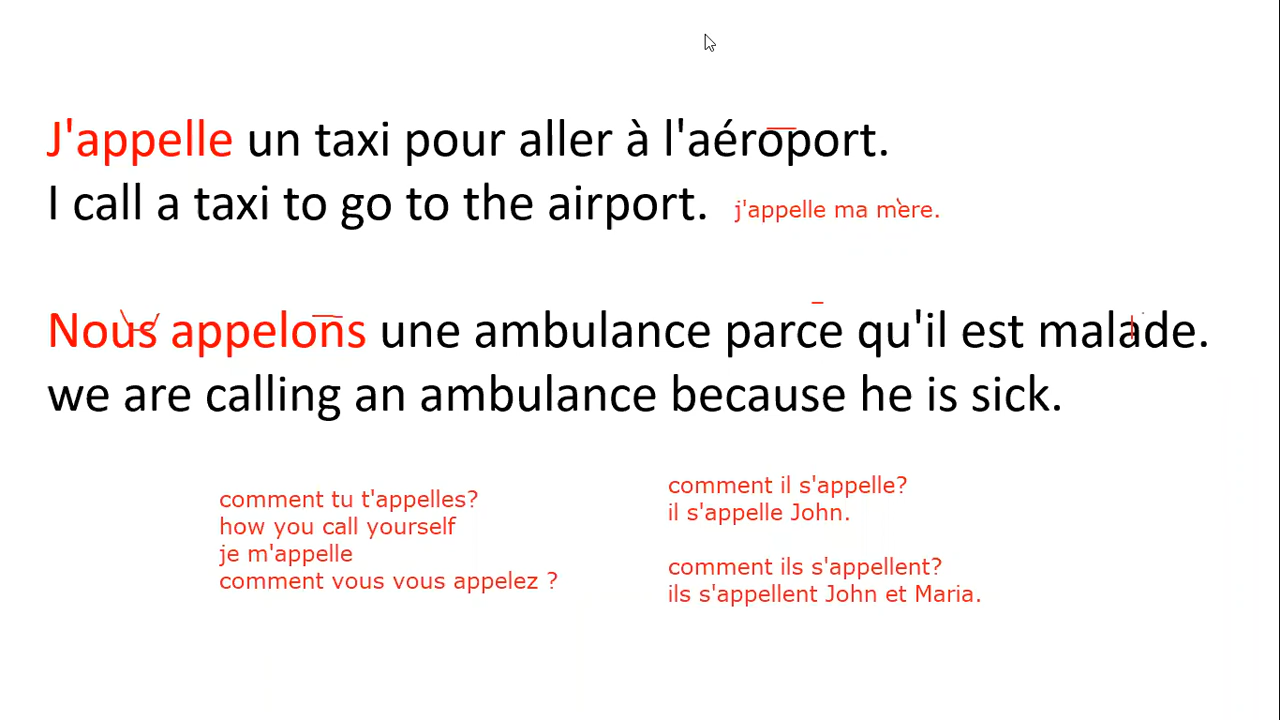 J'appelle un taxi pour aller à l'aéroport.
I call a taxi to go to the airport.
j'appelle ma mère.
Nous appelons une ambulance parce qu'il est malade.
we are calling an ambulance because he is sick.
comment tu t'appelles?
how you call yourself
je m'appelle
comment vous vous appelez ?
comment il s'appelle?
il s'appelle John.
comment ils s'appellent?
ils s'appellent John et Maria.